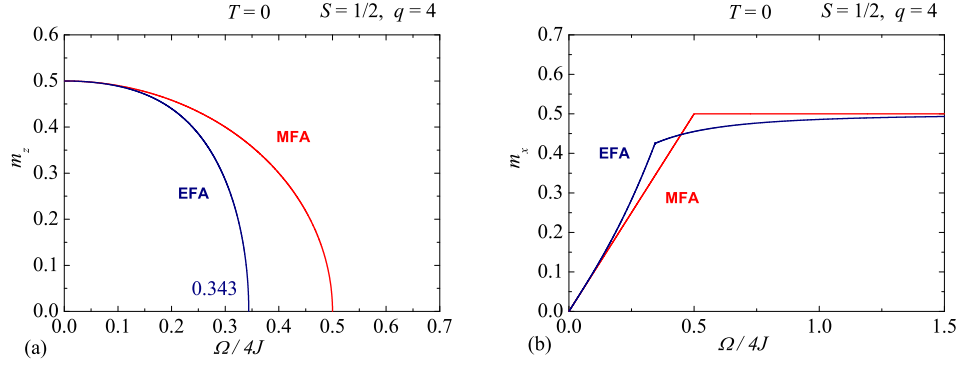 T = 0 S = 1/2, q = 4
0.6
0.5
0.4
0.3
0.2
0.1
0.0
m_z
MFA
EFA
0.343
0.0 0.1 0.2 0.3 0.4 0.5 0.6 0.7
(a) Ω / 4J
T = 0 S = 1/2, q = 4
0.7
0.6
0.5
0.4
0.3
0.2
0.1
0.0
m_x
EFA
MFA
0.0 0.5 1.0 1.5
(b) Ω / 4J